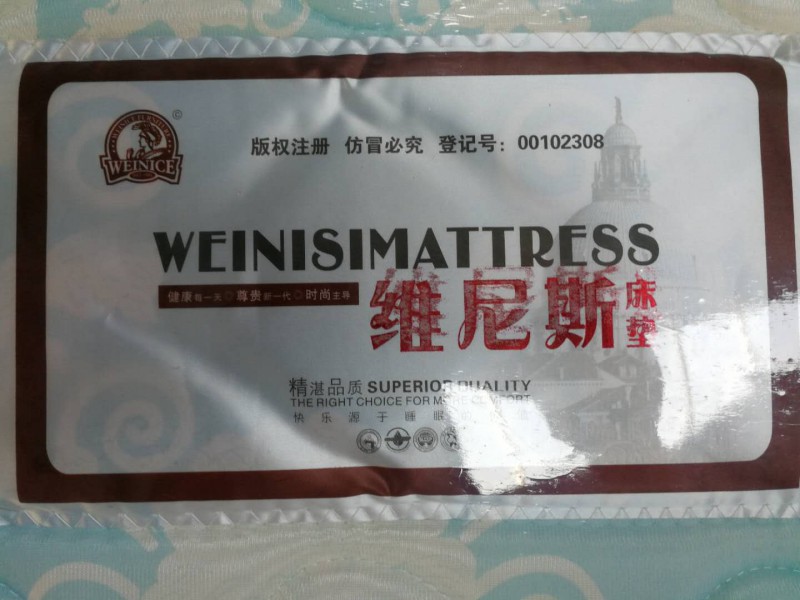 ©
WEINICE
版权注册 仿冒必究 登记号：00102308
WEINISIMATTRESS
健康每一天 尊贵新一代 时尚主导
维尼斯床垫
精湛品质 SUPERIOR QUALITY
THE RIGHT CHOICE FOR MORE COMFORT
快乐源于睡眠